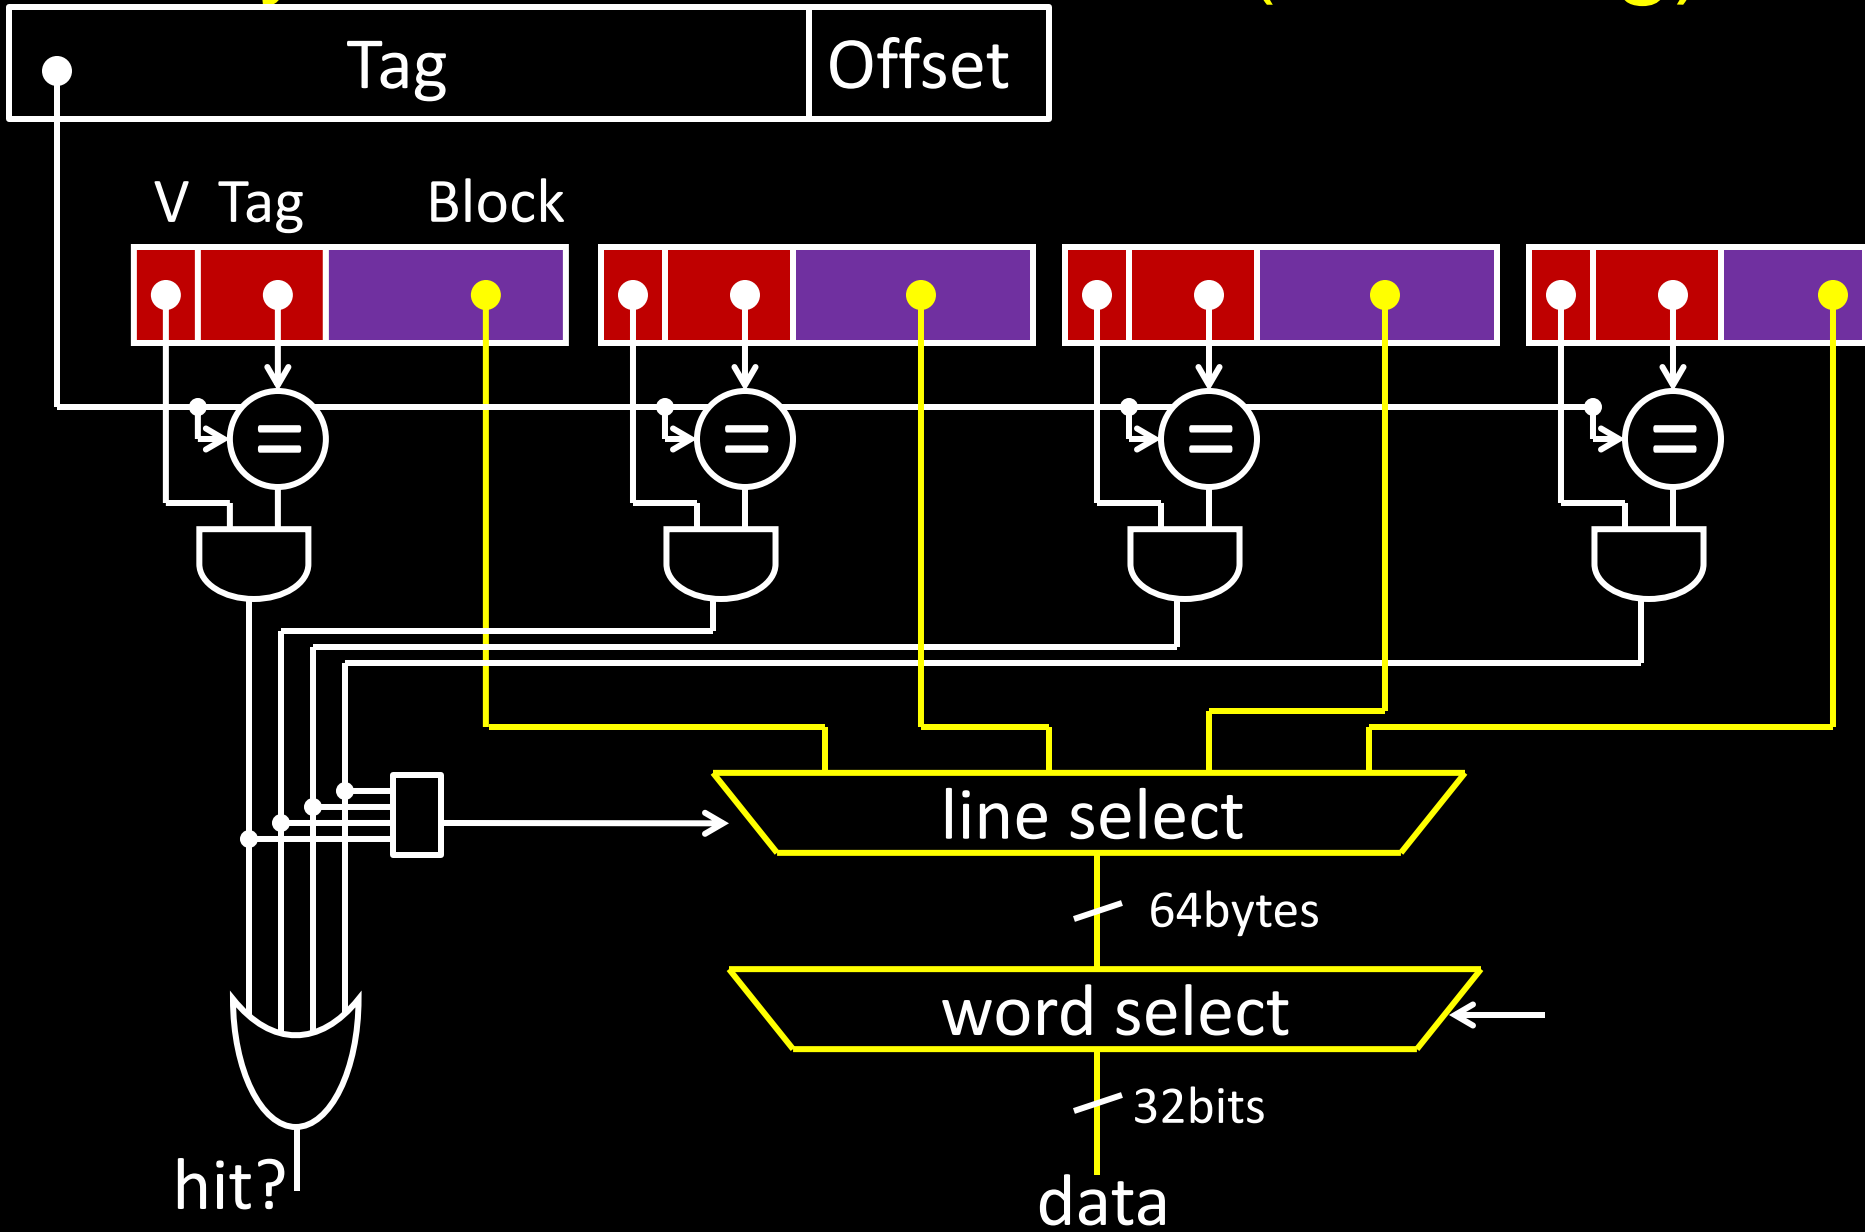 Tag Offset
V Tag Block
= = = =
line select
64bytes
word select
32bits
hit?
data